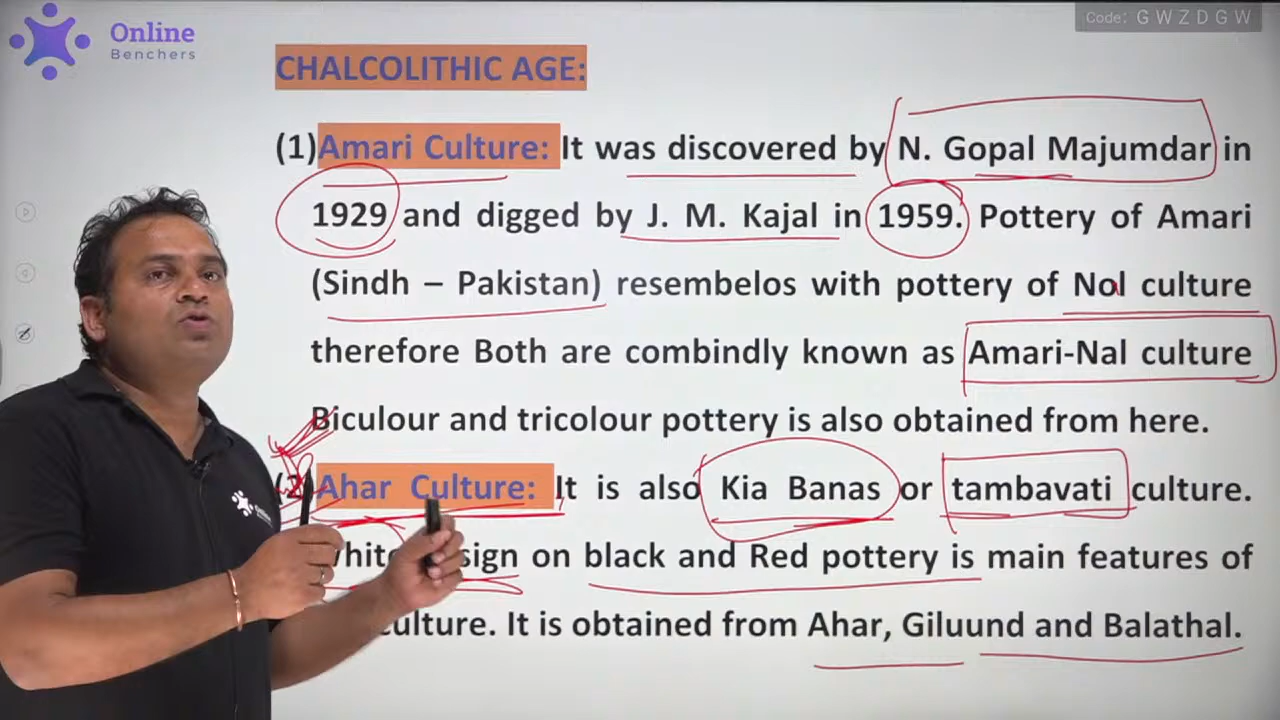 Online
Benchers
Code: G W Z D G W
CHALCOLITHIC AGE:
(1)Amari Culture: It was discovered by N. Gopal Majumdar in
1929 and digged by J. M. Kajal in 1959. Pottery of Amari
(Sindh – Pakistan) resembelos with pottery of Nol culture
therefore Both are combindly known as Amari-Nal culture
Biculour and tricolour pottery is also obtained from here.
(2) Ahar Culture: It is also Kia Banas or tambavati culture.
on black and Red pottery is main features of
culture. It is obtained from Ahar, Giluund and Balathal.